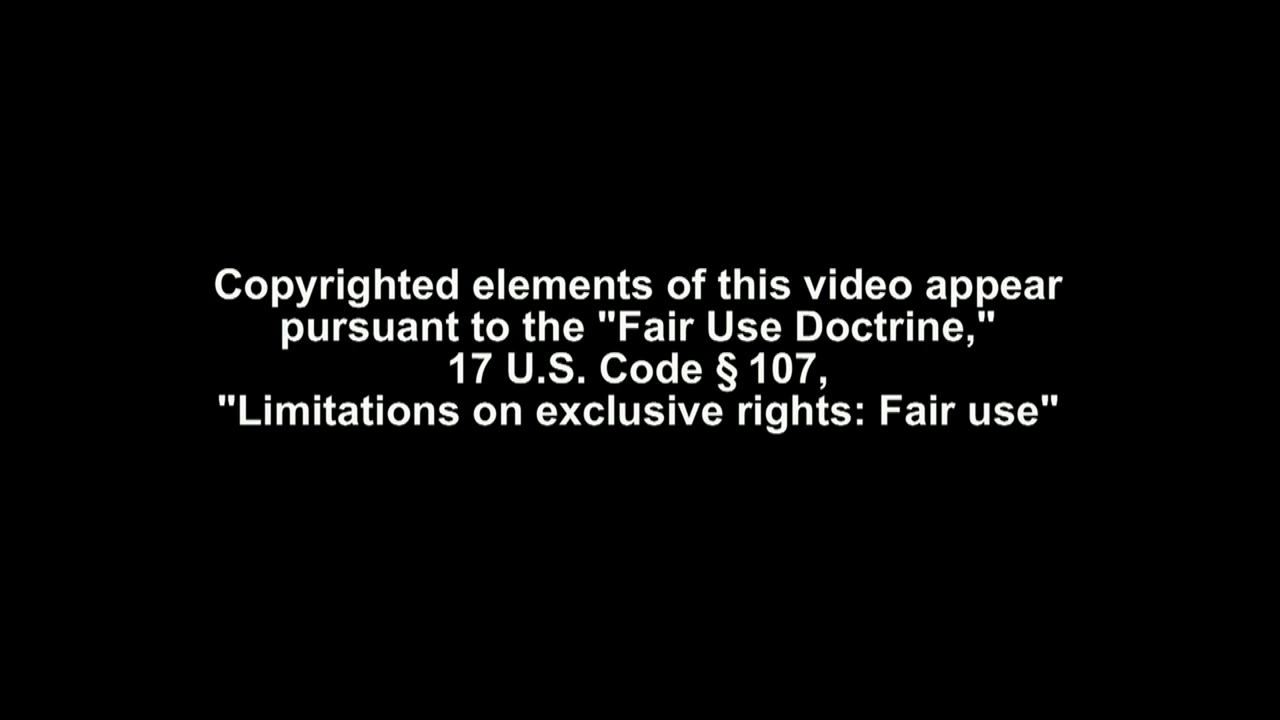 Copyrighted elements of this video appear
pursuant to the "Fair Use Doctrine,"
17 U.S. Code § 107,
"Limitations on exclusive rights: Fair use"